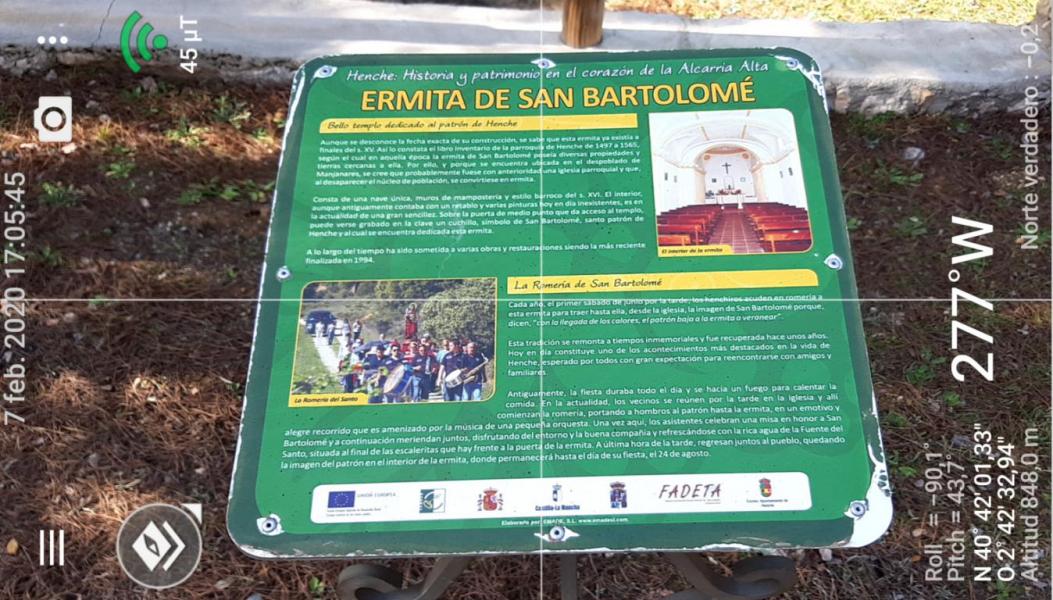 Henche: Historia y patrimonio en el corazón de la Alcarria Alta
ERMITA DE SAN BARTOLOMÉ
Bello templo dedicado al patrón de Henche
Aunque se desconoce la fecha exacta de su construcción, se sabe que esta ermita ya existía a
finales del s. XV. Así lo constata el libro inventario de la parroquia de Henche de 1497 a 1565,
según el cual en aquella época la ermita de San Bartolomé poseía diversas propiedades y
tierras cercanas a ella. Por ello, y porque se encuentra ubicada en el despoblado de
Manjanares, se cree que probablemente fuese con anterioridad una iglesia parroquial y que,
al desaparecer el núcleo de población, se convirtiese en ermita.
Consta de una nave única, muros de mampostería y estilo barroco del s. XVI. El interior,
aunque antiguamente contaba con un retablo y varias pinturas hoy en día inexistentes, es en
la actualidad de una gran sencillez. Sobre la puerta de medio punto que da acceso al templo,
puede verse grabado en la clave un cuchillo, símbolo de San Bartolomé, santo patrón de
Henche y al cual se encuentra dedicada esta ermita.
A lo largo del tiempo ha sido sometida a varias obras y restauraciones siendo la más reciente
finalizada en 1994.
El interior de la ermita
La Romería de San Bartolomé
Cada año, el primer sábado de junio por la tarde, los henchiros acuden en romería a
esta ermita para traer hasta ella, desde la iglesia, la imagen de San Bartolomé porque,
dicen, "con la llegada de los calores, el patrón baja a la ermita a veranear".
Esta tradición se remonta a tiempos inmemoriales y fue recuperada hace unos años.
Hoy en día constituye uno de los acontecimientos más destacados en la vida de
Henche, esperado por todos con gran expectación para reencontrarse con amigos y
familiares.
Antiguamente, la fiesta duraba todo el día y se hacía un fuego para calentar la
comida. En la actualidad, los vecinos se reúnen por la tarde en la iglesia y allí
comienzan la romería, portando a hombros al patrón hasta la ermita, en un emotivo y
alegre recorrido que es amenizado por la música de una pequeña orquesta. Una vez aquí, los asistentes celebran una misa en honor a San
Bartolomé y a continuación meriendan juntos, disfrutando del entorno y la buena compañía y refrescándose con la rica agua de la Fuente del
Santo, situada al final de las escaleritas que hay frente a la puerta de la ermita. A última hora de la tarde, regresan juntos al pueblo, quedando
la imagen del patrón en el interior de la ermita, donde permanecerá hasta el día de su fiesta, el 24 de agosto.
La Romería del Santo
UNIÓN EUROPEA
Castilla-La Mancha
FADETA
Elaborado por: EMADE, S.L. www.emadesl.com
7 feb. 2020 17:05:45
45 µT
277°W
Norte verdadero : -0,2
Roll = -90,1°
Pitch = 43,7°
N 40° 42' 01,33"
O 2° 42' 32,94"
Altitud 848,0 m